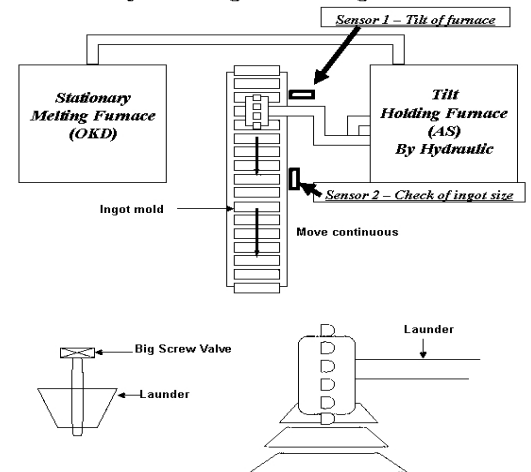 Sensor 1 – Tilt of furnace
Stationary
Melting Furnace
(OKD)
Tilt
Holding Furnace
(AS)
By Hydraulic
Sensor 2 – Check of ingot size
Ingot mold
Move continuous
Big Screw Valve
Launder
Launder